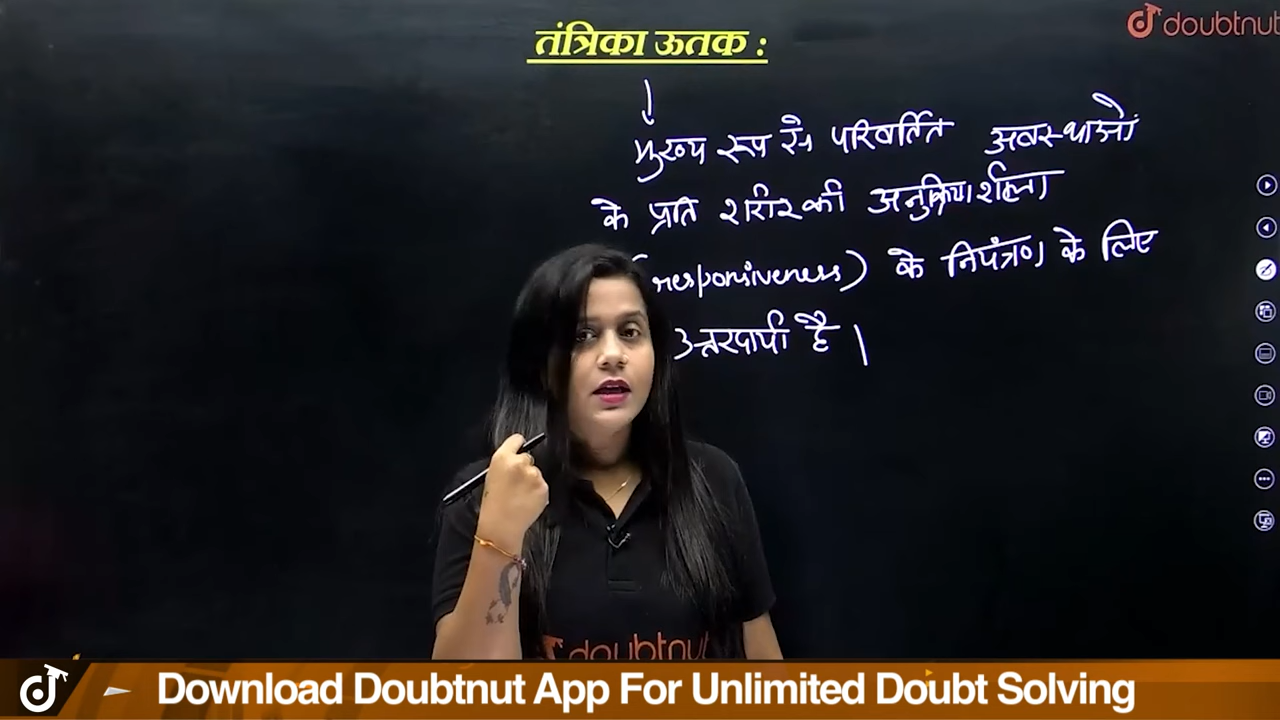 doubtnut
तंत्रिका ऊतक :
मुख्य रूप से परिवर्तित अवस्थाओं
के प्रति शरीर की अनुक्रियाशीलता
(responsiveness) के नियंत्रण के लिए
उत्तरदायी है |
doubtnut
Download Doubtnut App For Unlimited Doubt Solving